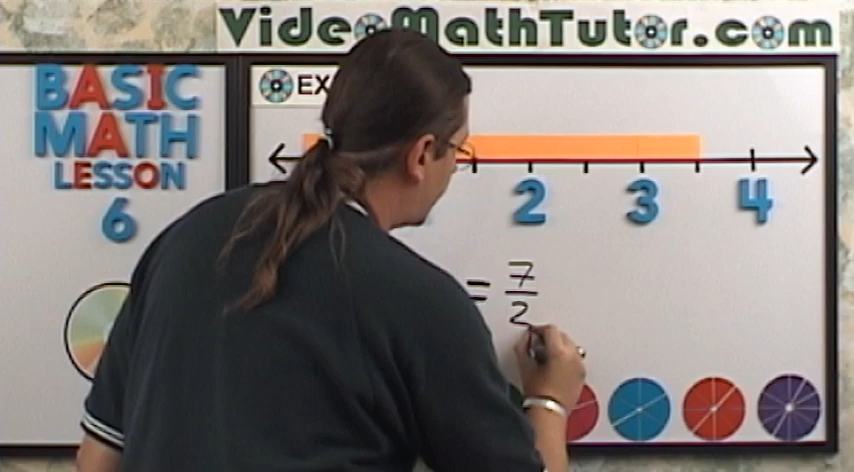 VideoMathTutor.com
BASIC
MATH
LESSON
6
EX
2 3 4
= 7/2